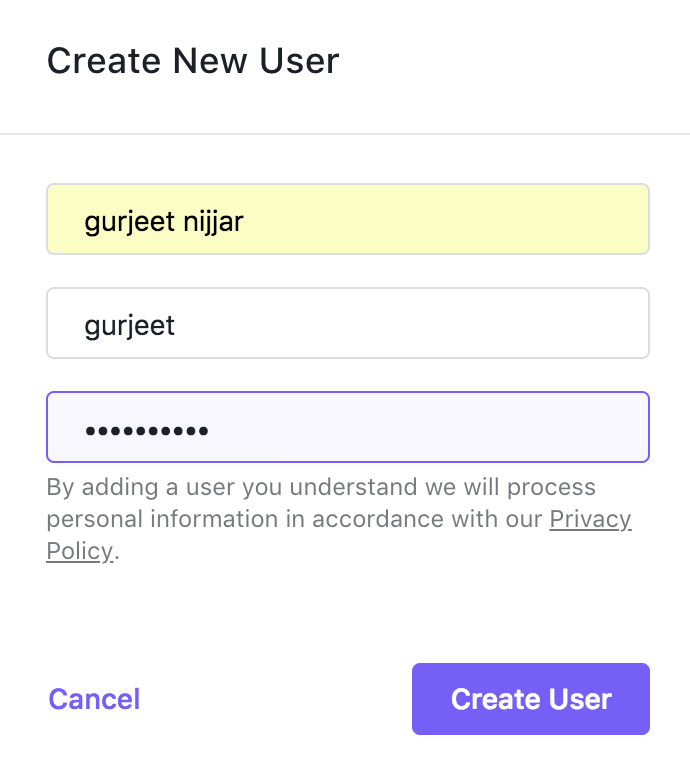 Create New User
gurjeet nijjar
gurjeet
••••••••••
By adding a user you understand we will process
personal information in accordance with our Privacy
Policy.
Cancel
Create User